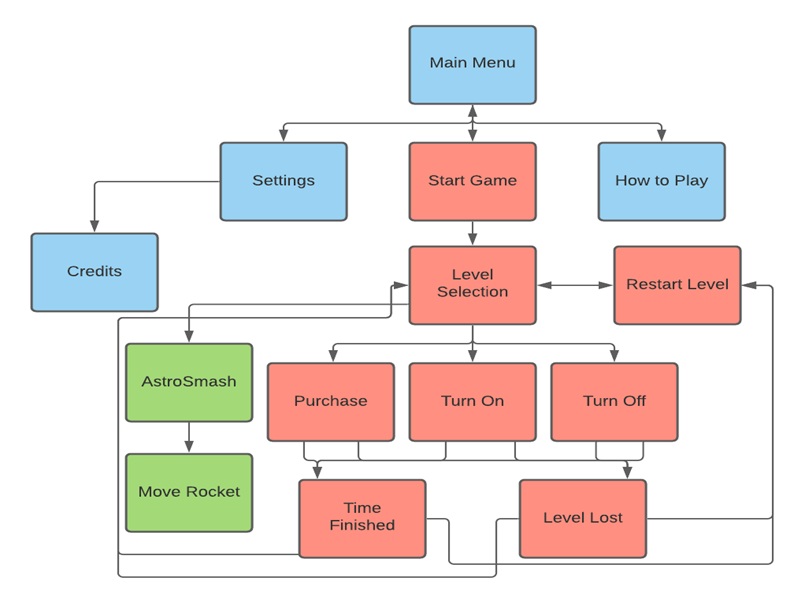 Main Menu
Settings
Start Game
How to Play
Credits
Level
Selection
Restart Level
AstroSmash
Purchase
Turn On
Turn Off
Move Rocket
Time
Finished
Level Lost